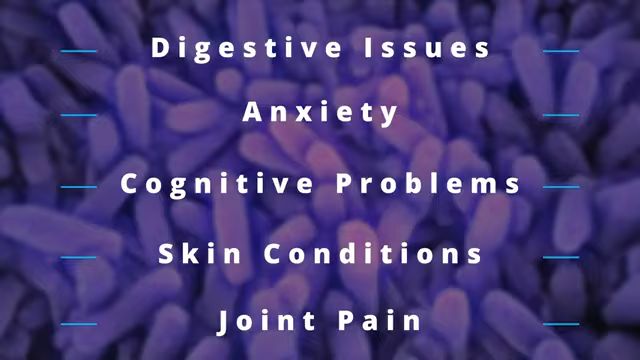 Digestive Issues
Anxiety
Cognitive Problems
Skin Conditions
Joint Pain